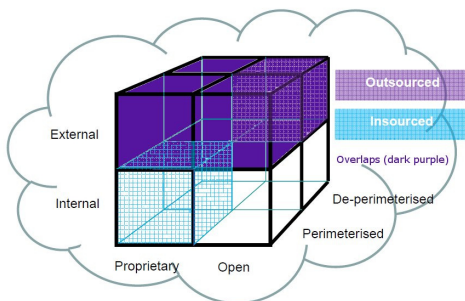 Outsourced
Insourced
External
Overlaps (dark purple)
Internal
De-perimeterised
Perimeterised
Proprietary
Open